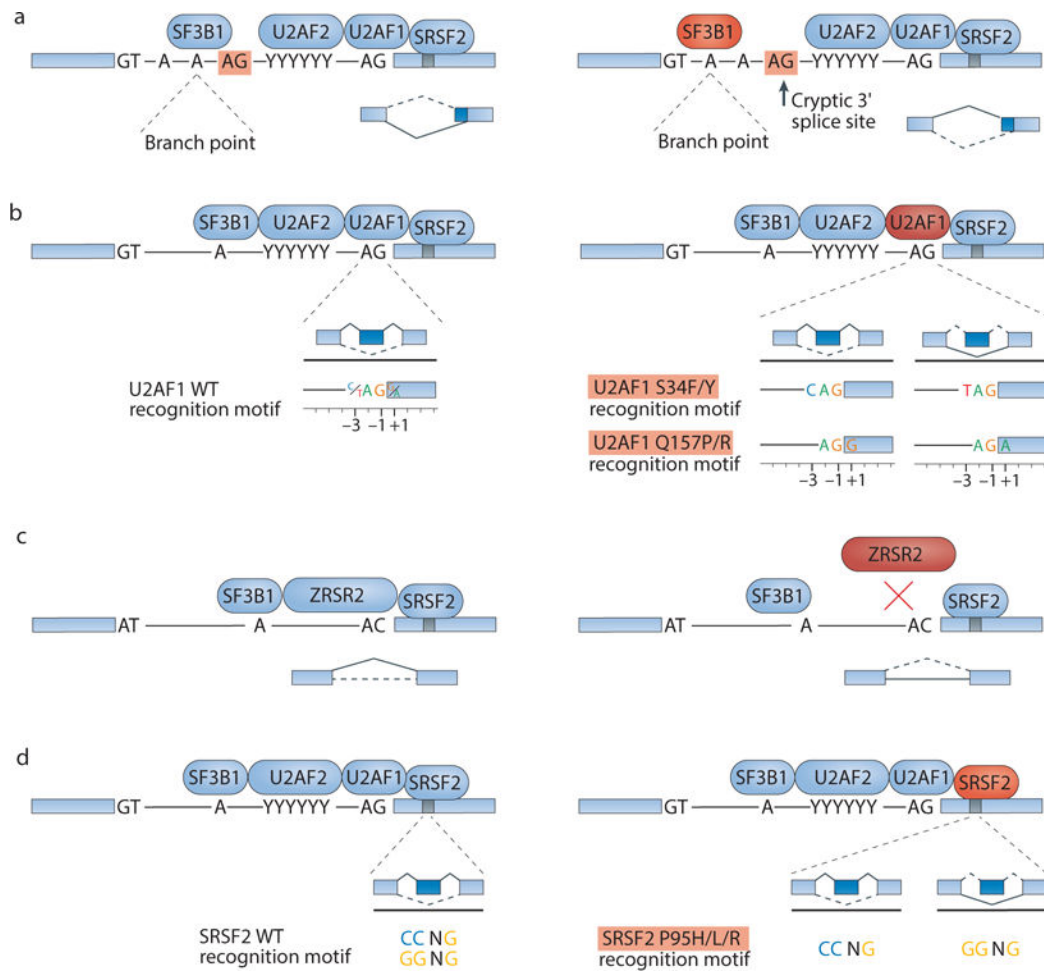 a
SF3B1 U2AF2 U2AF1 SRSF2
GT A A AG YYYYYY AG
Branch point
SF3B1 U2AF2 U2AF1 SRSF2
GT A A AG YYYYYY AG
Cryptic 3'
splice site
Branch point
b
SF3B1 U2AF2 U2AF1 SRSF2
GT A YYYYYY AG
U2AF1 WT
recognition motif
C/TAG
–3 –1 +1
SF3B1 U2AF2 U2AF1 SRSF2
GT A YYYYYY AG
U2AF1 S34F/Y
recognition motif
CAG TAG
U2AF1 Q157P/R
recognition motif
AGG AGA
–3 –1 +1 –3 –1 +1
c
SF3B1 ZRSR2 SRSF2
AT A AC
ZRSR2
SF3B1 SRSF2
AT A AC
d
SF3B1 U2AF2 U2AF1 SRSF2
GT A YYYYYY AG
SRSF2 WT
recognition motif
CCNG
GGNG
SF3B1 U2AF2 U2AF1 SRSF2
GT A YYYYYY AG
SRSF2 P95H/L/R
recognition motif
CCNG GGNG